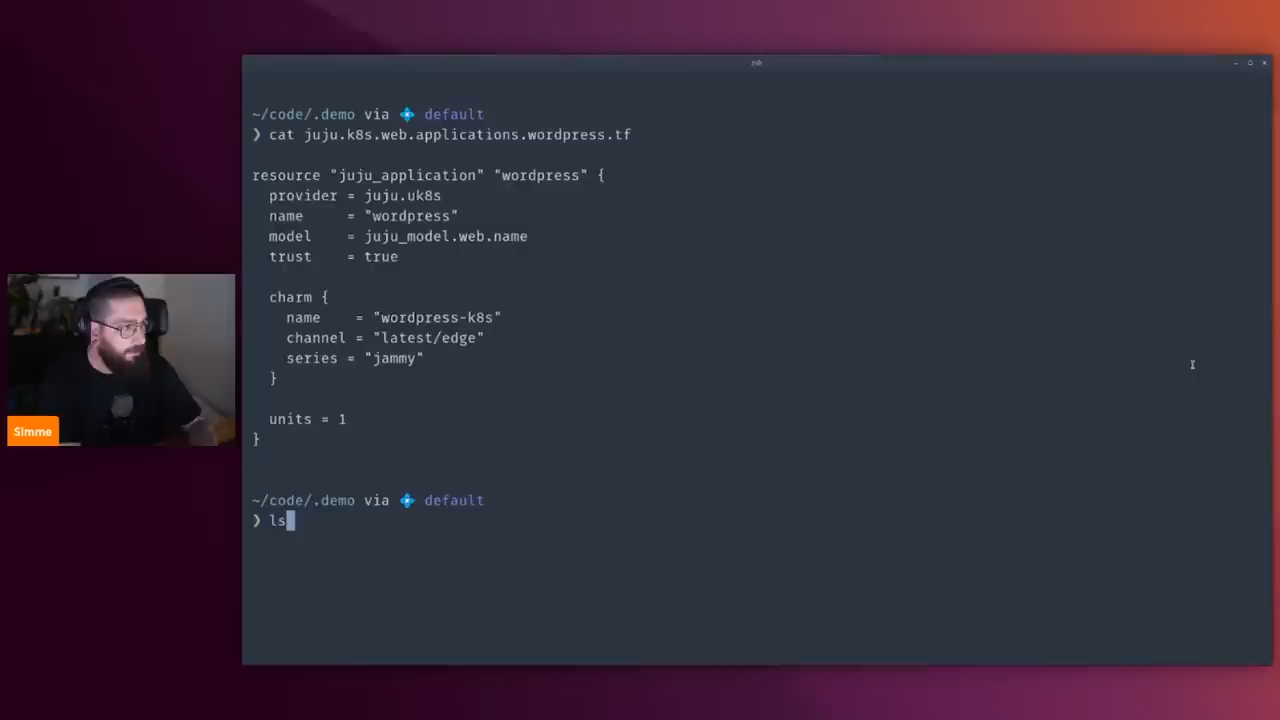 zsh
~/code/.demo via 💠 default
❯ cat juju.k8s.web.applications.wordpress.tf
resource "juju_application" "wordpress" {
  provider = juju.uk8s
  name     = "wordpress"
  model    = juju_model.web.name
  trust    = true
  charm {
    name    = "wordpress-k8s"
    channel = "latest/edge"
    series = "jammy"
  }
  units = 1
}
~/code/.demo via 💠 default
❯ ls
Simme